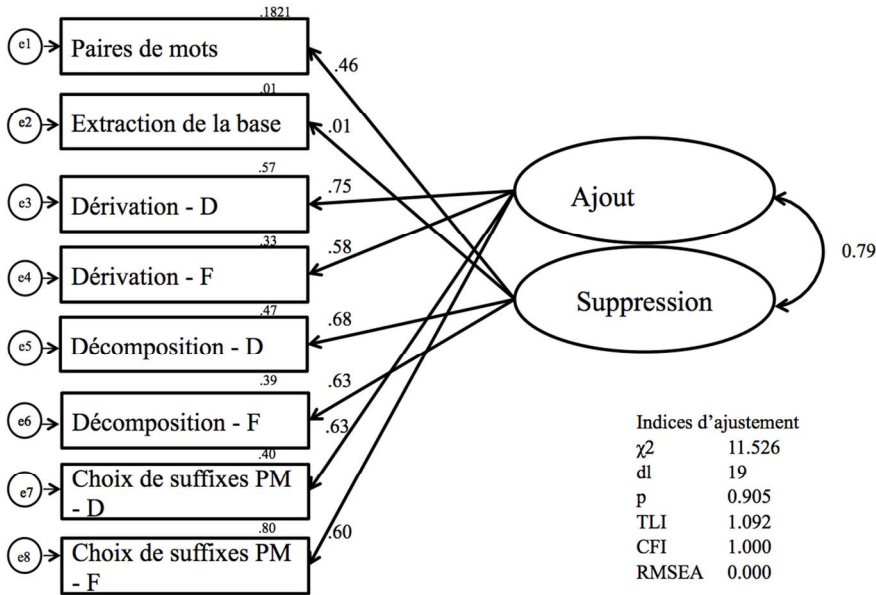 .1821
e1
Paires de mots
.46
.01
e2
Extraction de la base
.01
.57
e3
Dérivation - D
.75
.33
e4
Dérivation - F
.58
.47
e5
Décomposition - D
.68
.39
e6
Décomposition - F
.63
.63
.40
e7
Choix de suffixes PM
- D
.80
e8
Choix de suffixes PM
- F
.60
Ajout
Suppression
0.79
Indices d'ajustement
χ2 11.526
dl 19
p 0.905
TLI 1.092
CFI 1.000
RMSEA 0.000